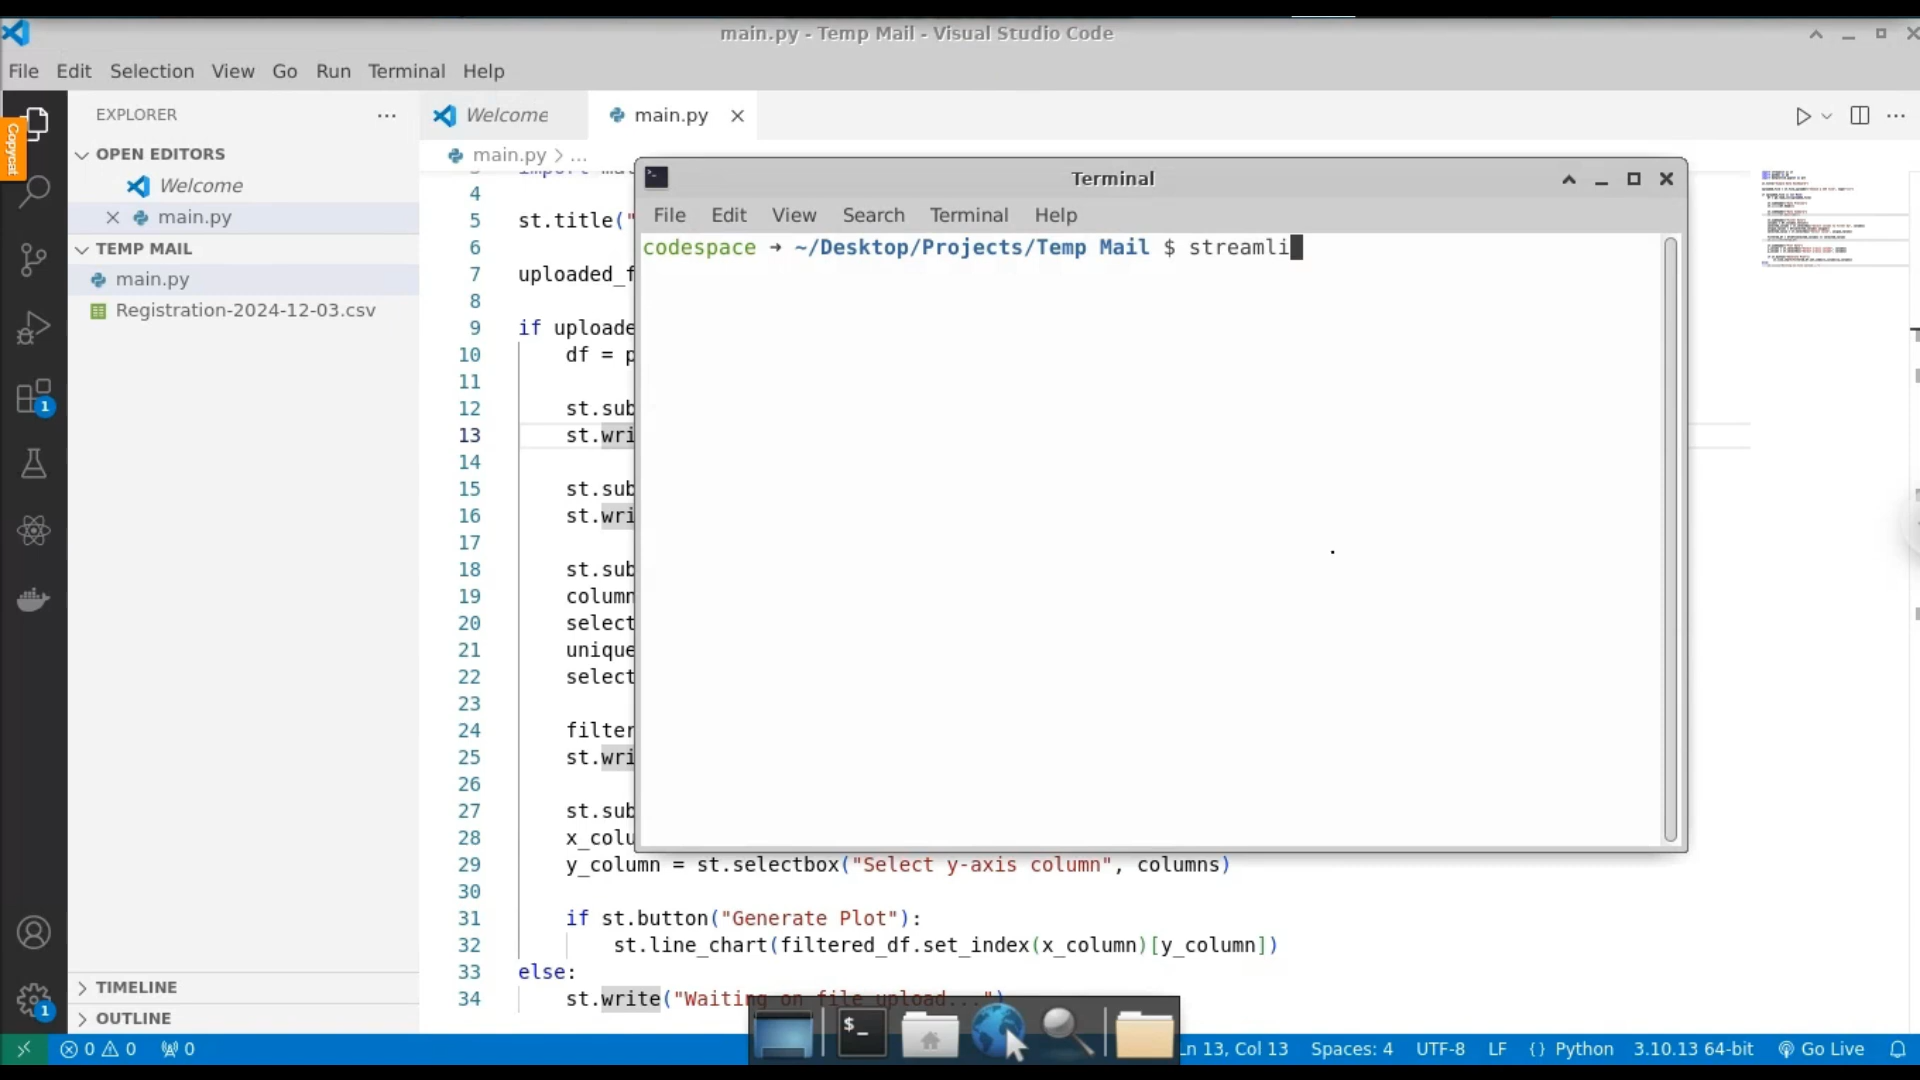 main.py - Temp Mail - Visual Studio Code
File Edit Selection View Go Run Terminal Help
Copycat
EXPLORER
OPEN EDITORS
Welcome
main.py
TEMP MAIL
main.py
Registration-2024-12-03.csv
TIMELINE
OUTLINE
1
1
Welcome
main.py
main.py > ...
4
5 st.title("
6
7 uploaded_f
8
9 if uploade
10 df = p
11
12 st.sub
13 st.wri
14
15 st.sub
16 st.wri
17
18 st.sub
19 column
20 select
21 unique
22 select
23
24 filter
25 st.wri
26
27 st.sub
28 x_colu
29 y_column = st.selectbox("Select y-axis column", columns)
30
31 if st.button("Generate Plot"):
32 st.line_chart(filtered_df.set_index(x_column)[y_column])
33 else:
34 st.write("Waiting on file upload...")
Terminal
File Edit View Search Terminal Help
codespace → ~/Desktop/Projects/Temp Mail $ streamli
$_
0 0 0
Ln 13, Col 13 Spaces: 4 UTF-8 LF {} Python 3.10.13 64-bit Go Live